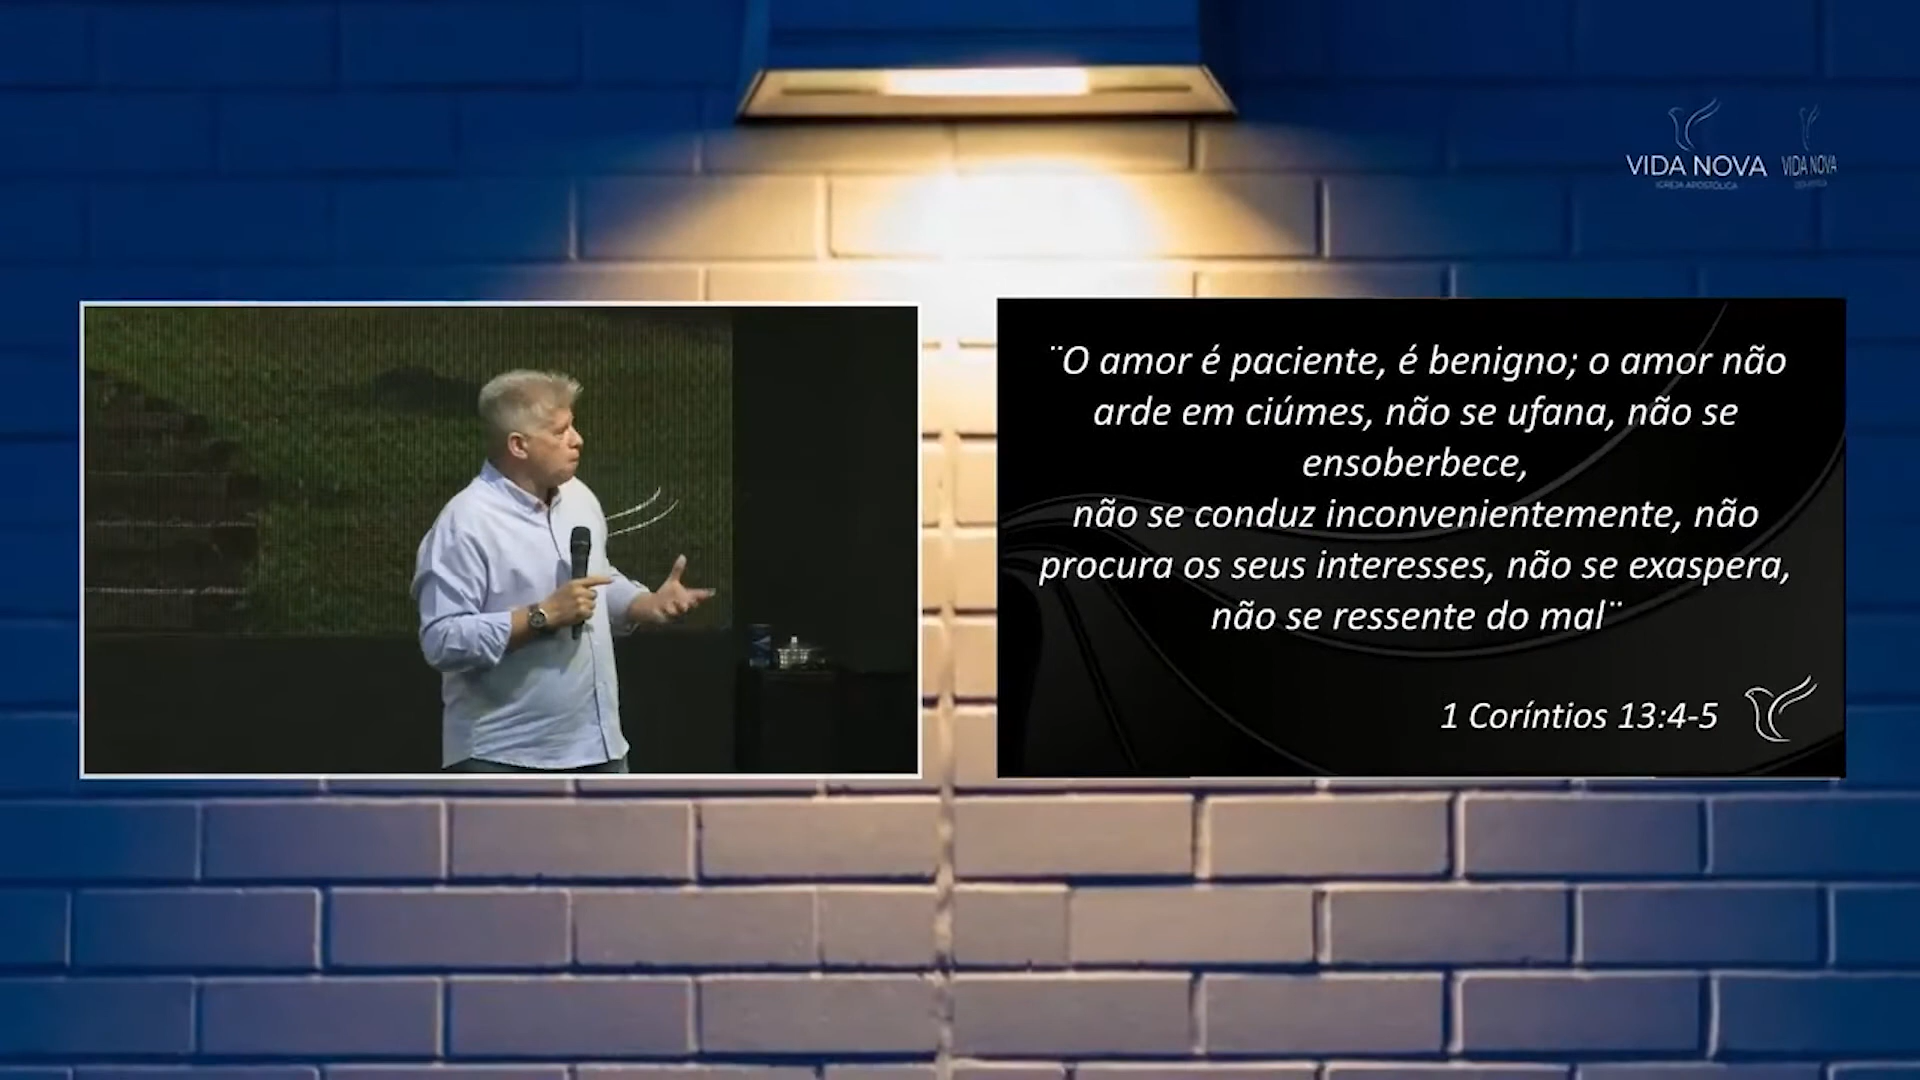 VIDA NOVA
IGREJA APOSTÓLICA
VIDA NOVA
¨O amor é paciente, é benigno; o amor não
arde em ciúmes, não se ufana, não se
ensoberbece,
não se conduz inconvenientemente, não
procura os seus interesses, não se exaspera,
não se ressente do mal¨
1 Coríntios 13:4-5